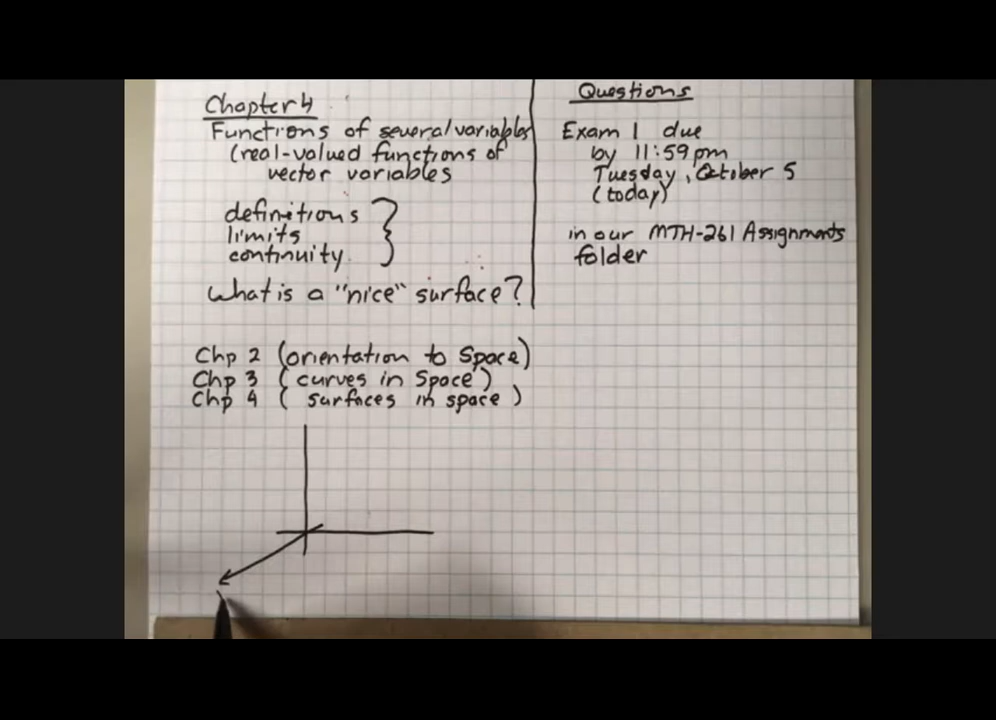 Chapter 4
Functions of several variables
(real-valued functions of
vector variables
definitions
limits
continuity
What is a "nice" surface?
Chp 2 (orientation to Space)
Chp 3 (curves in Space)
Chp 4 (surfaces in space)
Questions
Exam 1 due
by 11:59pm
Tuesday, October 5
(today)
in our MTH-261 Assignments
folder